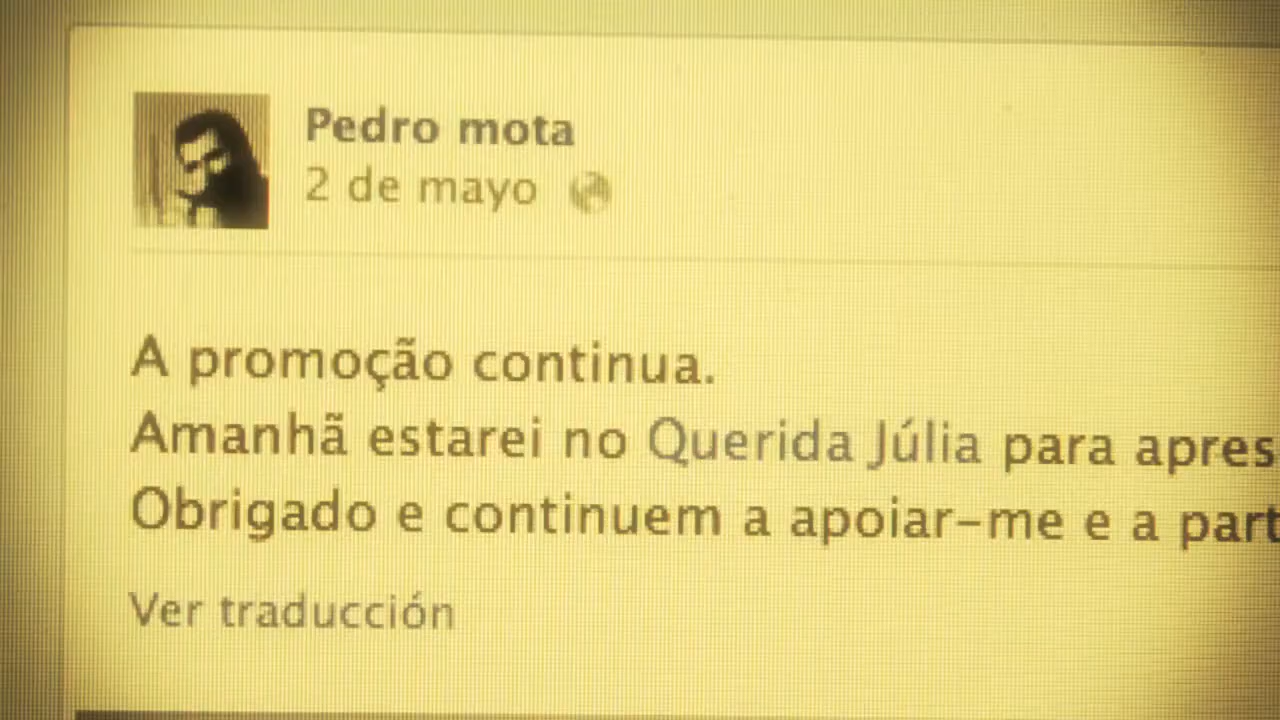 Pedro mota
2 de mayo
A promoção continua.
Amanhã estarei no Querida Júlia para apres
Obrigado e continuem a apoiar-me e a part
Ver traducción